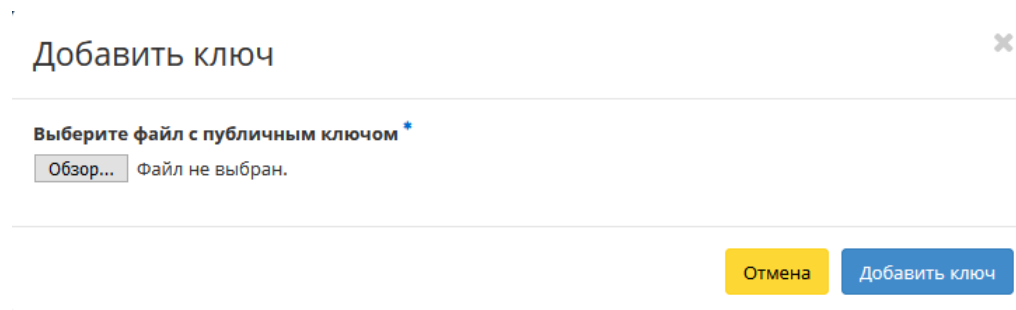 Добавить ключ
Выберите файл с публичным ключом *
Обзор... Файл не выбран.
Отмена Добавить ключ